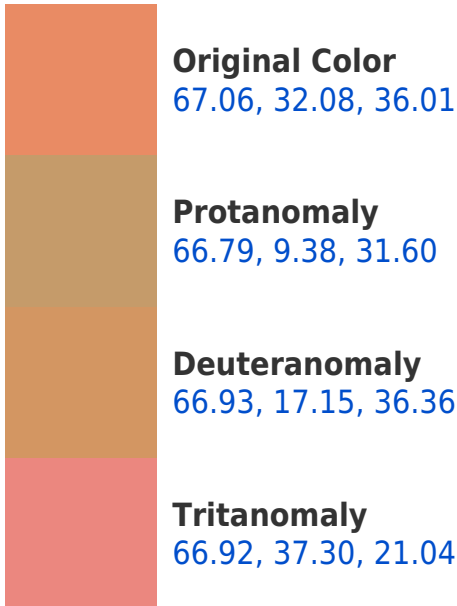 Original Color
67.06, 32.08, 36.01
Protanomaly
66.79, 9.38, 31.60
Deuteranomaly
66.93, 17.15, 36.36
Tritanomaly
66.92, 37.30, 21.04